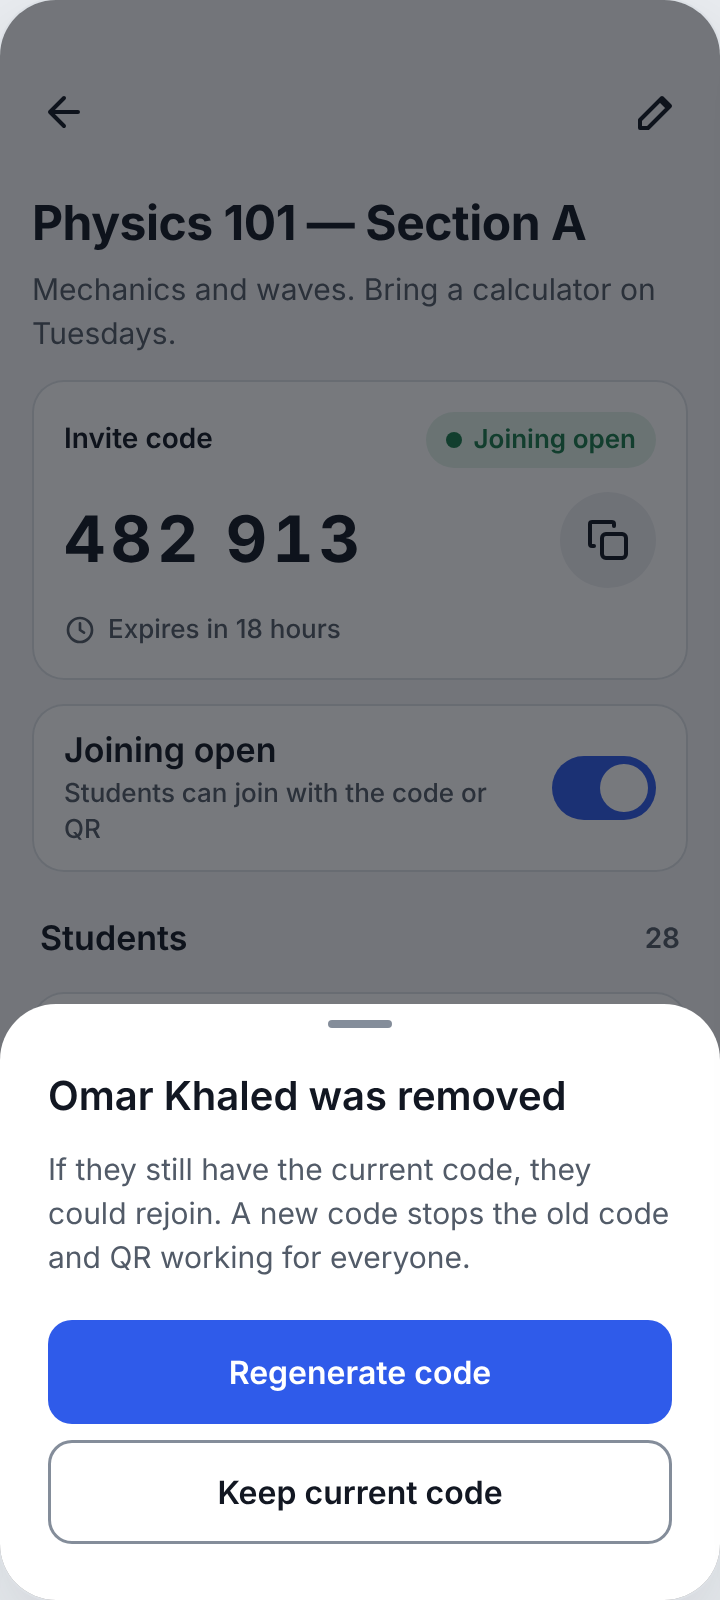 Physics 101 — Section A
Mechanics and waves. Bring a calculator on
Tuesdays.
Invite code
Joining open
482 913
Expires in 18 hours
Joining open
Students can join with the code or
QR
Students
28
Omar Khaled was removed
If they still have the current code, they
could rejoin. A new code stops the old code
and QR working for everyone.
Regenerate code
Keep current code